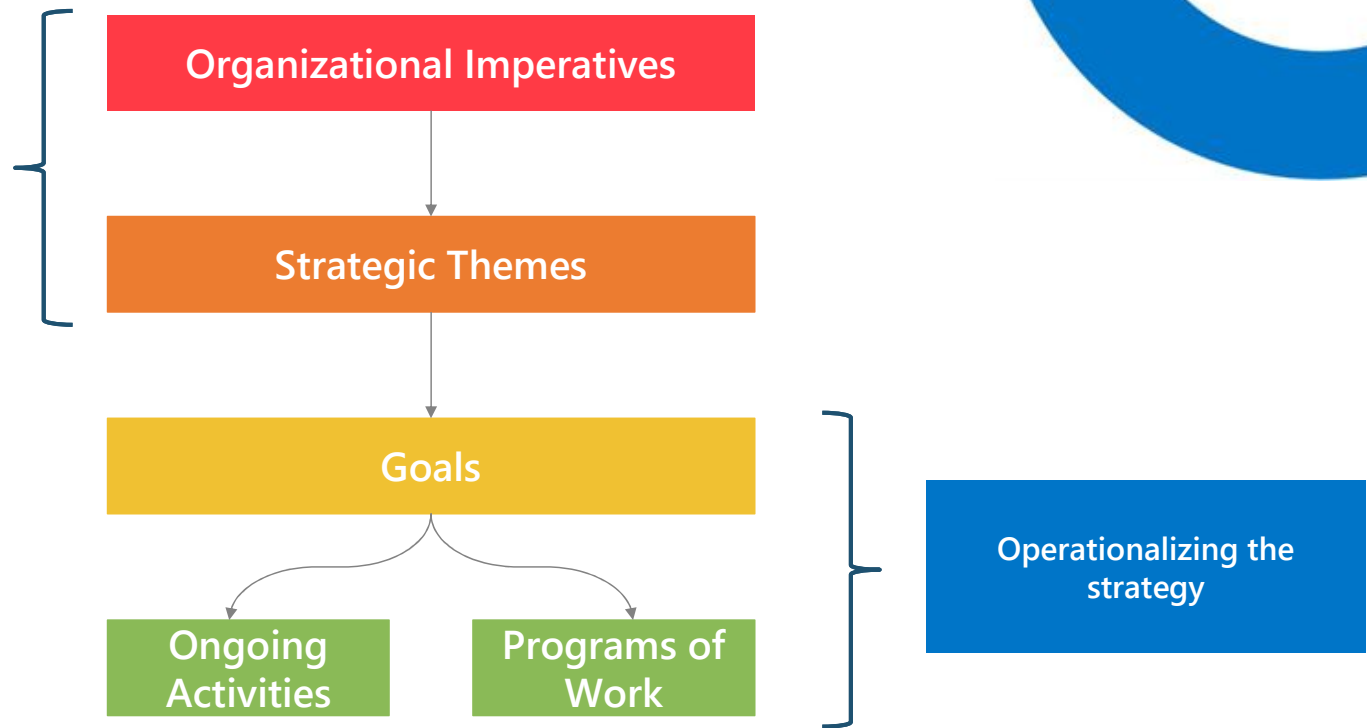 Organizational Imperatives
Strategic Themes
Goals
Ongoing
Activities
Programs of
Work
Operationalizing the
strategy